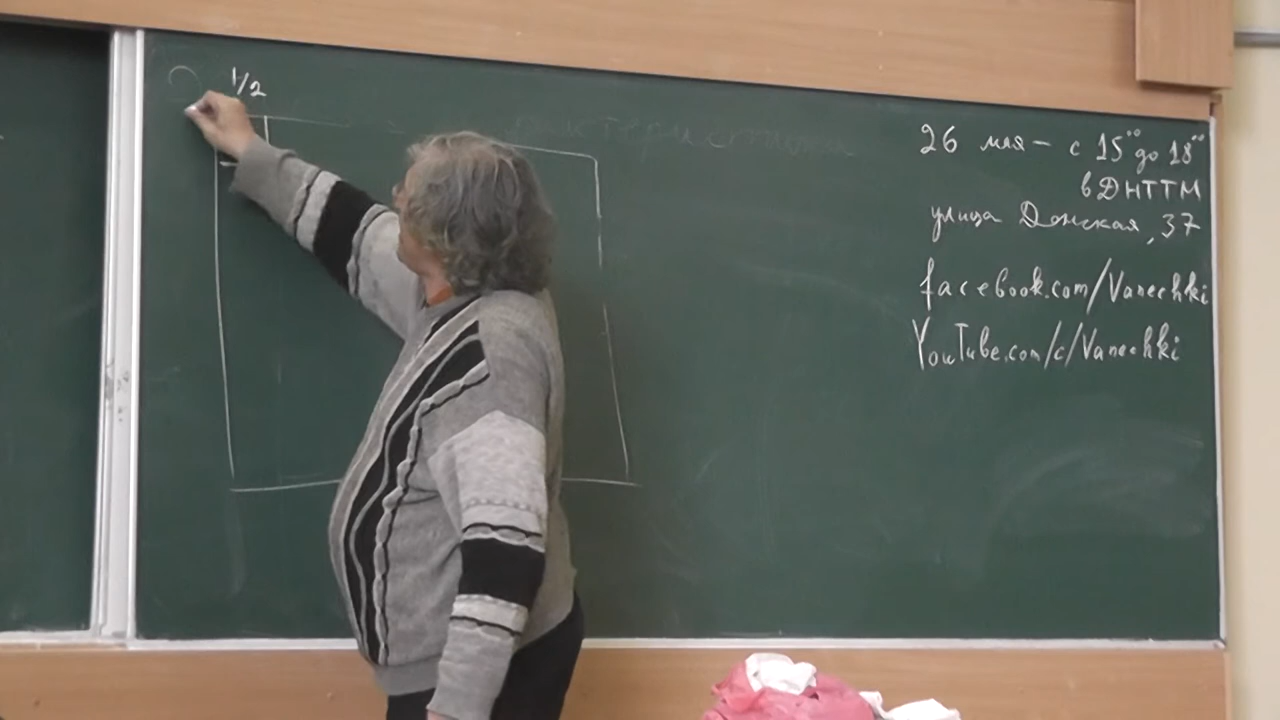 1/2
26 мая - с 15⁰⁰ до 18⁰⁰
в ДНТТМ
улица Донская, 37
facebook.com/Vanechki
YouTube.com/c/Vanechki